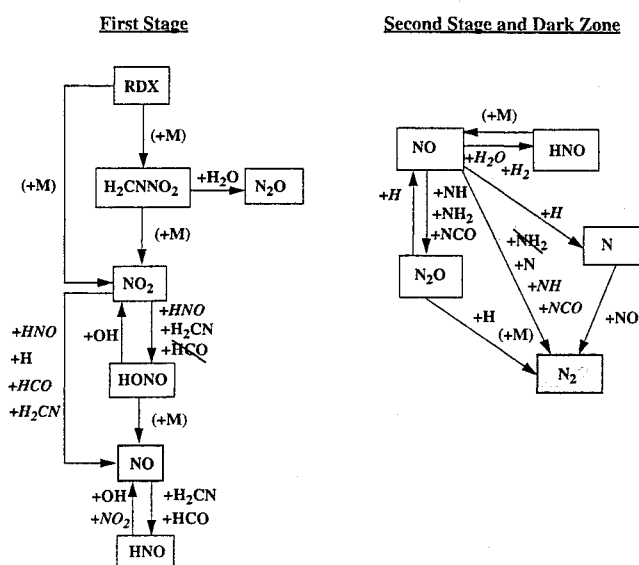 First Stage
RDX
(+M)
(+M)
H₂CNNO₂
+H₂O
N₂O
(+M)
NO₂
+HNO
+H
+HCO
+H₂CN
+OH
+HNO
+H₂CN
+HCO
HONO
(+M)
NO
+OH
+NO₂
+H₂CN
+HCO
HNO
Second Stage and Dark Zone
(+M)
NO
HNO
+H₂O
+H₂
+H
+NH
+NH₂
+NCO
+H
+NH₂
+N
+NH
+NCO
N
N₂O
+H
(+M)
+NO
N₂